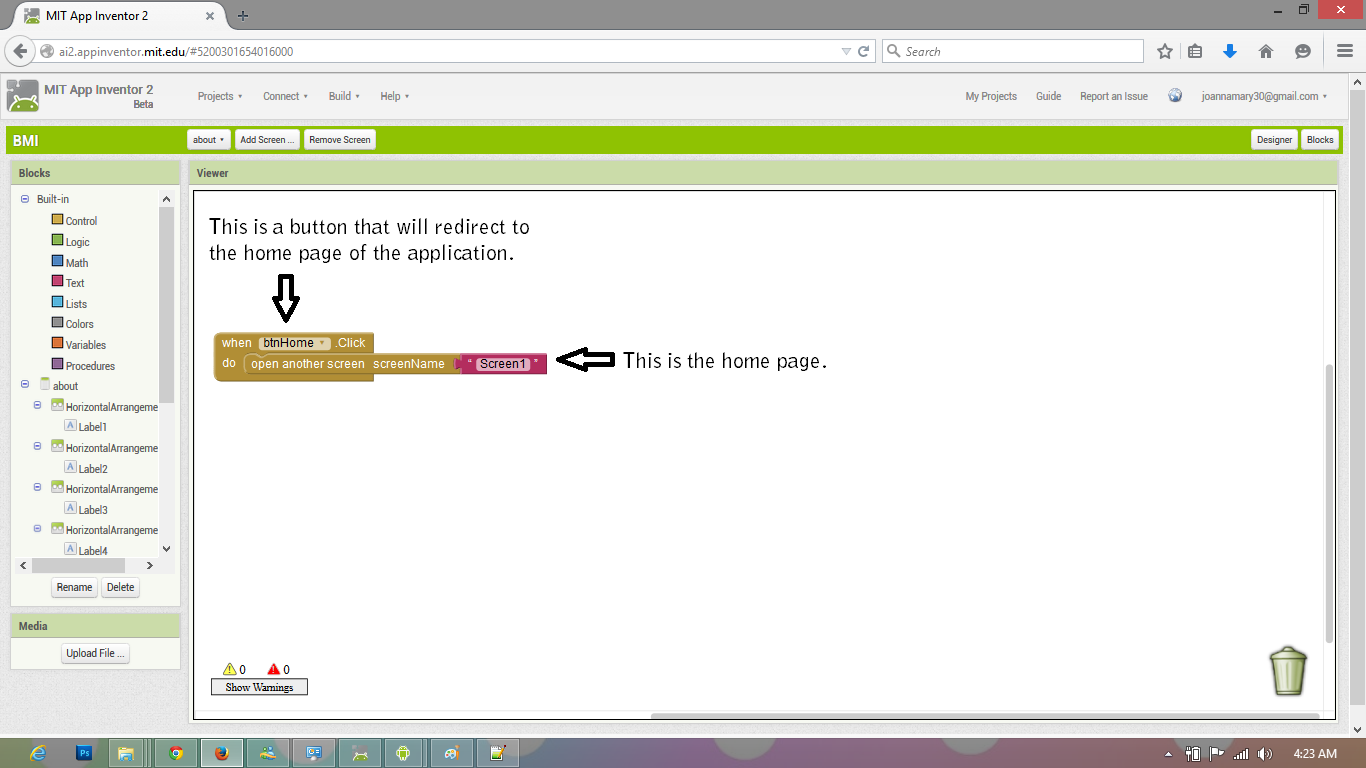 MIT App Inventor 2
ai2.appinventor.mit.edu/#5200301654016000
Search
MIT App Inventor 2
Beta
Projects
Connect
Build
Help
My Projects
Guide
Report an Issue
joannamary30@gmail.com
BMI
about
Add Screen ...
Remove Screen
Designer
Blocks
Blocks
Viewer
Built-in
Control
Logic
Math
Text
Lists
Colors
Variables
Procedures
about
HorizontalArrangeme
A Label1
HorizontalArrangeme
A Label2
HorizontalArrangeme
A Label3
HorizontalArrangeme
A Label4
Rename
Delete
Media
Upload File ...
This is a button that will redirect to
the home page of the application.
when btnHome .Click
do open another screen screenName " Screen1 "
This is the home page.
0 0
Show Warnings
Ps
4:23 AM